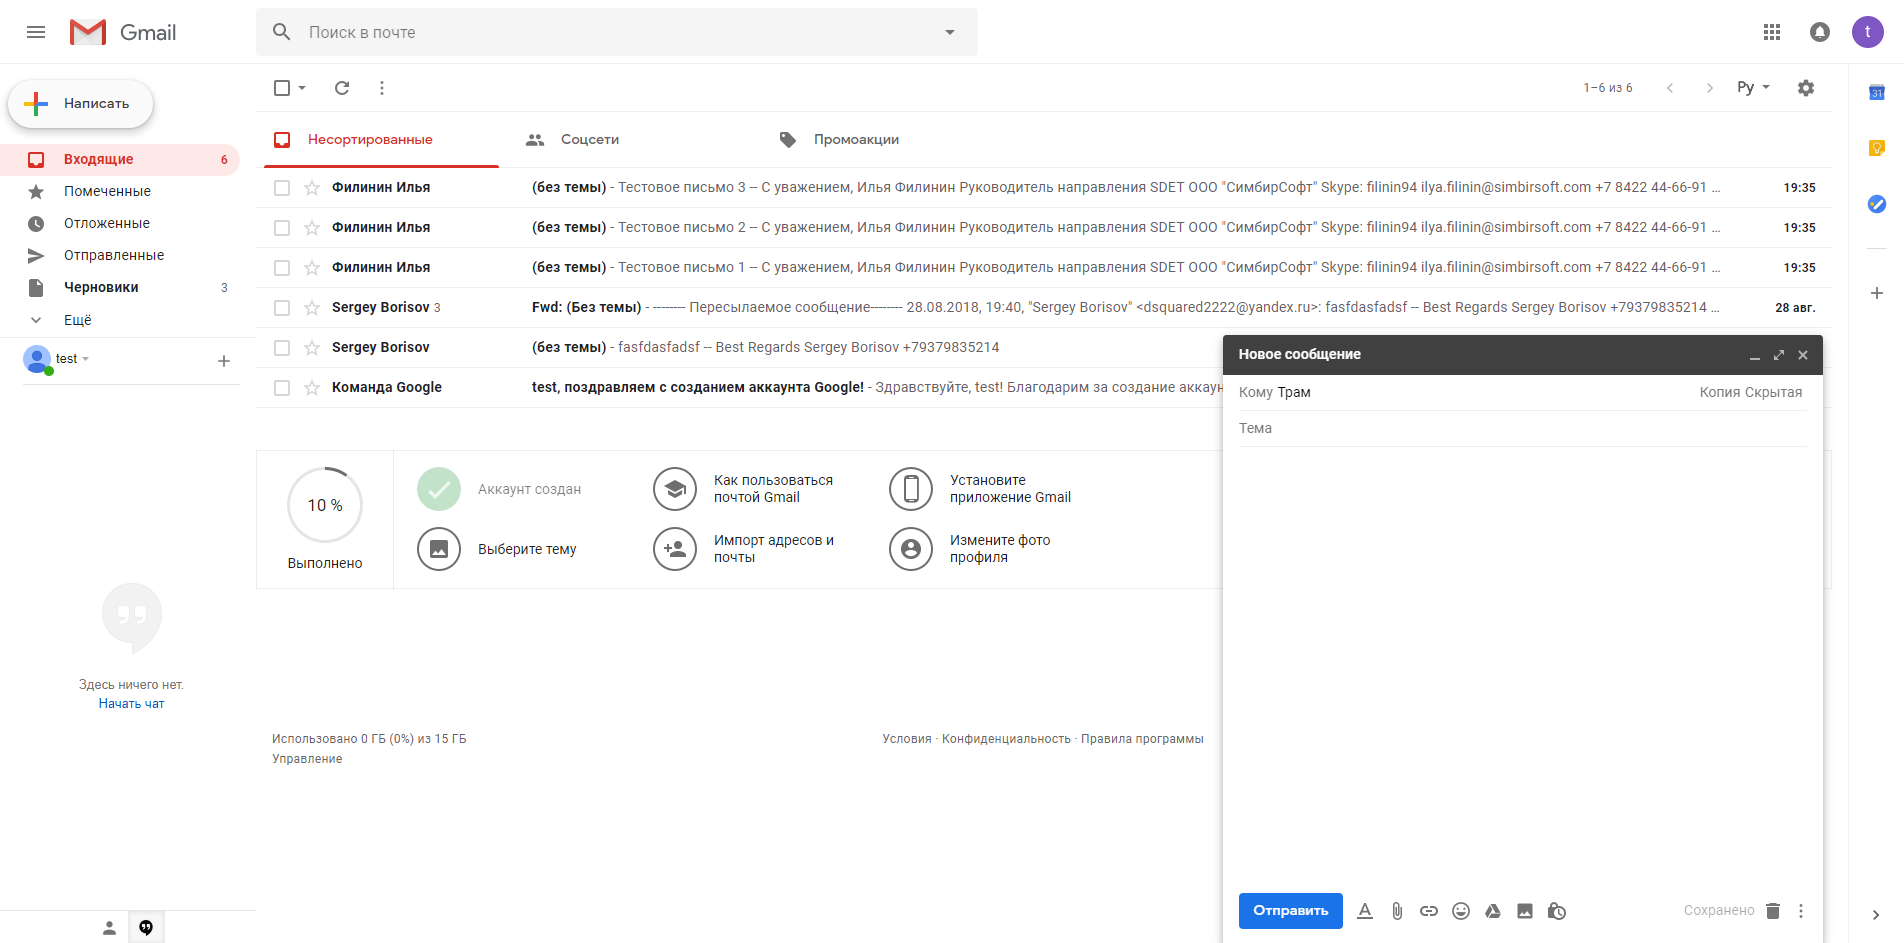 Gmail
Поиск в почте
t
Написать
1–6 из 6
Ру
31
Несортированные
Соцсети
Промоакции
Входящие 6
Помеченные
Отложенные
Отправленные
Черновики 3
Ещё
test
Филинин Илья (без темы) - Тестовое письмо 3 -- С уважением, Илья Филинин Руководитель направления SDET ООО "СимбирСофт" Skype: filinin94 ilya.filinin@simbirsoft.com +7 8422 44-66-91 ... 19:35
Филинин Илья (без темы) - Тестовое письмо 2 -- С уважением, Илья Филинин Руководитель направления SDET ООО "СимбирСофт" Skype: filinin94 ilya.filinin@simbirsoft.com +7 8422 44-66-91 ... 19:35
Филинин Илья (без темы) - Тестовое письмо 1 -- С уважением, Илья Филинин Руководитель направления SDET ООО "СимбирСофт" Skype: filinin94 ilya.filinin@simbirsoft.com +7 8422 44-66-91 ... 19:35
Sergey Borisov 3 Fwd: (Без темы) - -------- Пересылаемое сообщение-------- 28.08.2018, 19:40, "Sergey Borisov" <dsquared2222@yandex.ru>: fasfdasfadsf -- Best Regards Sergey Borisov +79379835214 ... 28 авг.
Sergey Borisov (без темы) - fasfdasfadsf -- Best Regards Sergey Borisov +79379835214
Команда Google test, поздравляем с созданием аккаунта Google! - Здравствуйте, test! Благодарим за создание аккаун
10 %
Выполнено
Аккаунт создан
Как пользоваться
почтой Gmail
Установите
приложение Gmail
Выберите тему
Импорт адресов и
почты
Измените фото
профиля
Здесь ничего нет.
Начать чат
Использовано 0 ГБ (0%) из 15 ГБ
Управление
Условия · Конфиденциальность · Правила программы
Новое сообщение
Кому Трам Копия Скрытая
Тема
Отправить
Сохранено